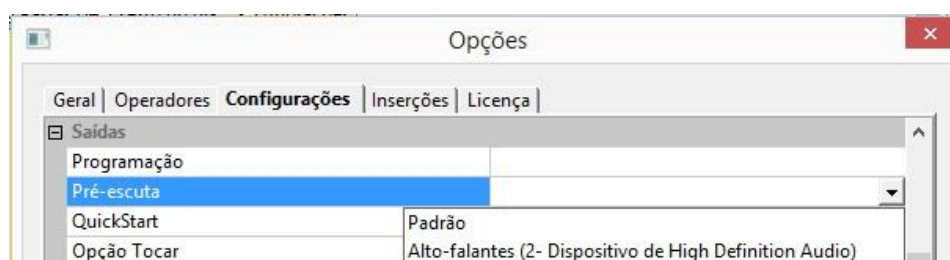 Opções
Geral Operadores Configurações Inserções Licença
Saídas
Programação
Pré-escuta
QuickStart Padrão
Opção Tocar Alto-falantes (2- Dispositivo de High Definition Audio)